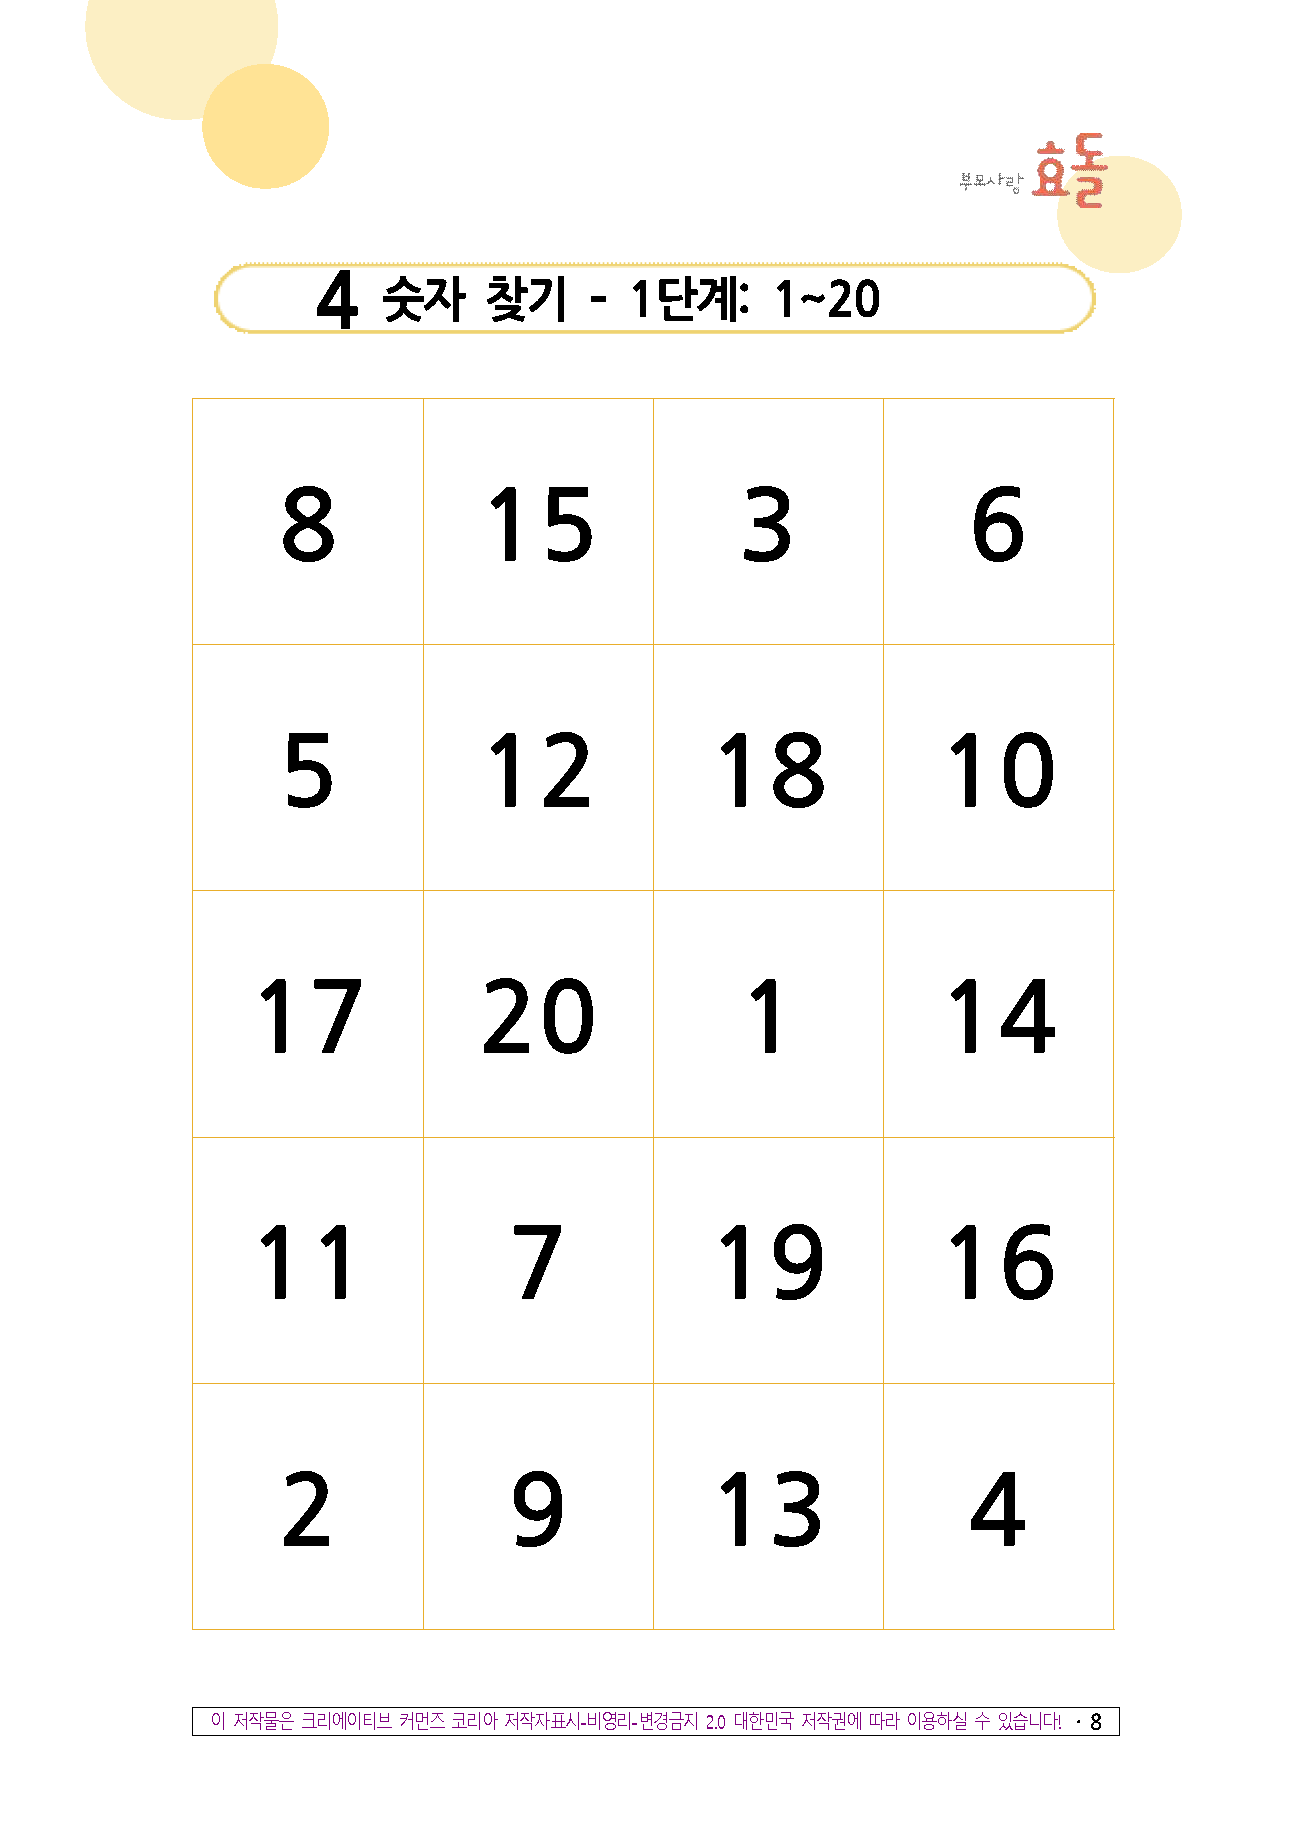 부모사랑 효돌
4 숫자 찾기 - 1단계: 1~20
8 15 3 6
5 12 18 10
17 20 1 14
11 7 19 16
2 9 13 4
이 저작물은 크리에이티브 커먼즈 코리아 저작자표시-비영리-변경금지 2.0 대한민국 저작권에 따라 이용하실 수 있습니다! · 8